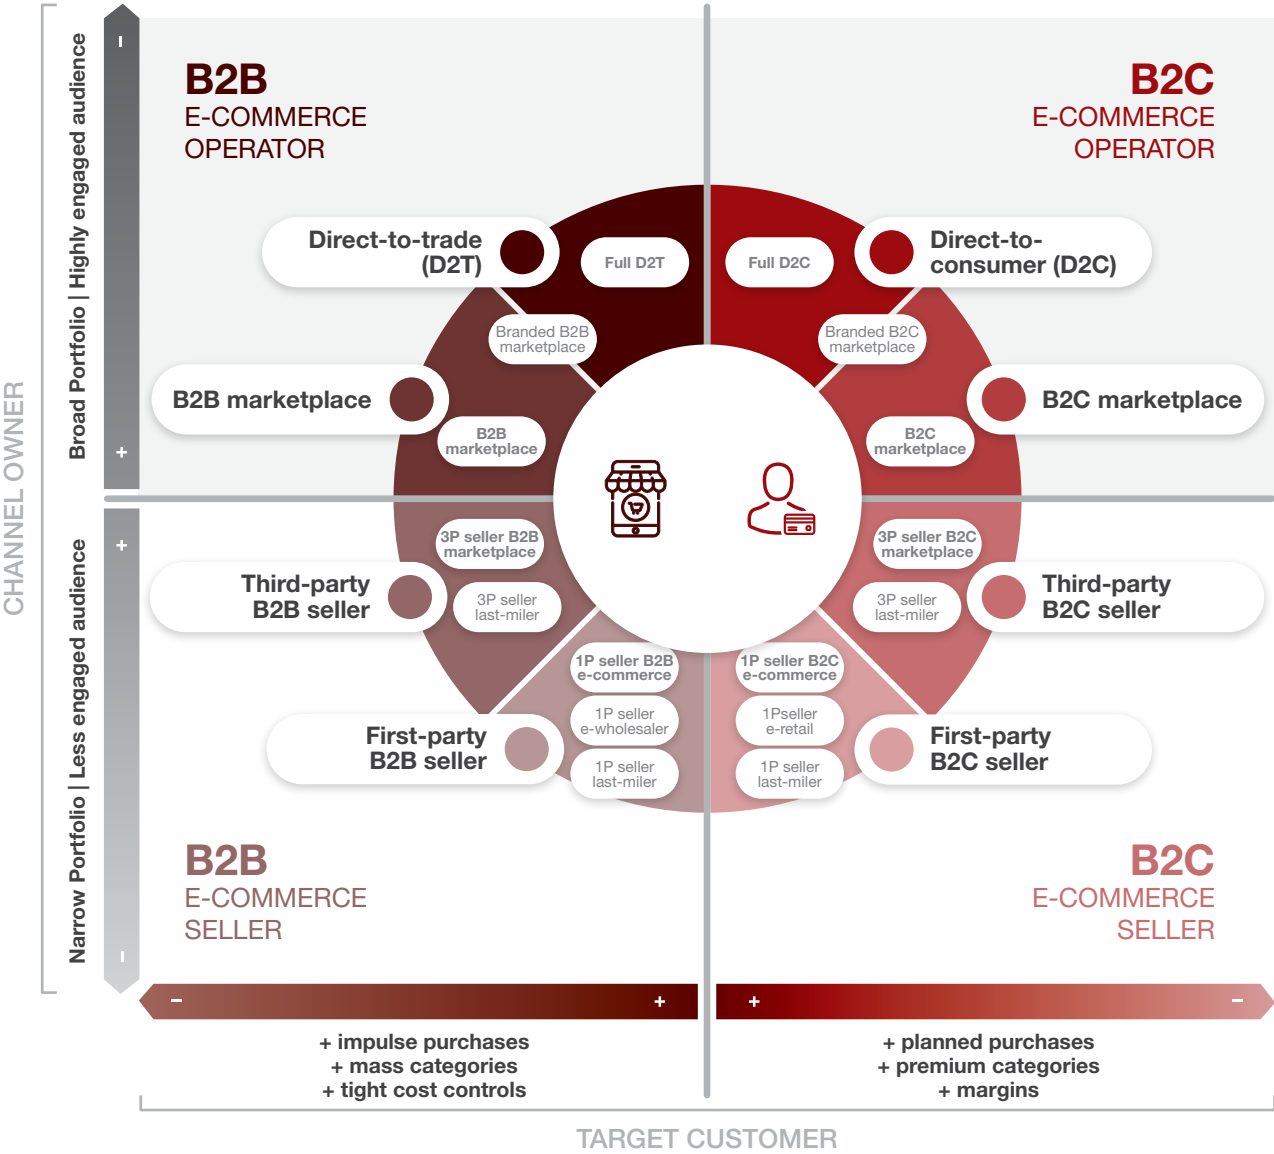 B2B
E-COMMERCE
OPERATOR
B2C
E-COMMERCE
OPERATOR
CHANNEL OWNER
Broad Portfolio | Highly engaged audience
Narrow Portfolio | Less engaged audience
–
+
+
–
Direct-to-trade
(D2T)
Full D2T
Full D2C
Direct-to-
consumer (D2C)
Branded B2B
marketplace
Branded B2C
marketplace
B2B marketplace
B2B
marketplace
B2C
marketplace
B2C marketplace
3P seller B2B
marketplace
3P seller B2C
marketplace
Third-party
B2B seller
3P seller
last-miler
3P seller
last-miler
Third-party
B2C seller
1P seller B2B
e-commerce
1P seller B2C
e-commerce
First-party
B2B seller
1P seller
e-wholesaler
1Pseller
e-retail
First-party
B2C seller
1P seller
last-miler
1P seller
last-miler
B2B
E-COMMERCE
SELLER
B2C
E-COMMERCE
SELLER
– +
+ –
+ impulse purchases
+ mass categories
+ tight cost controls
+ planned purchases
+ premium categories
+ margins
TARGET CUSTOMER